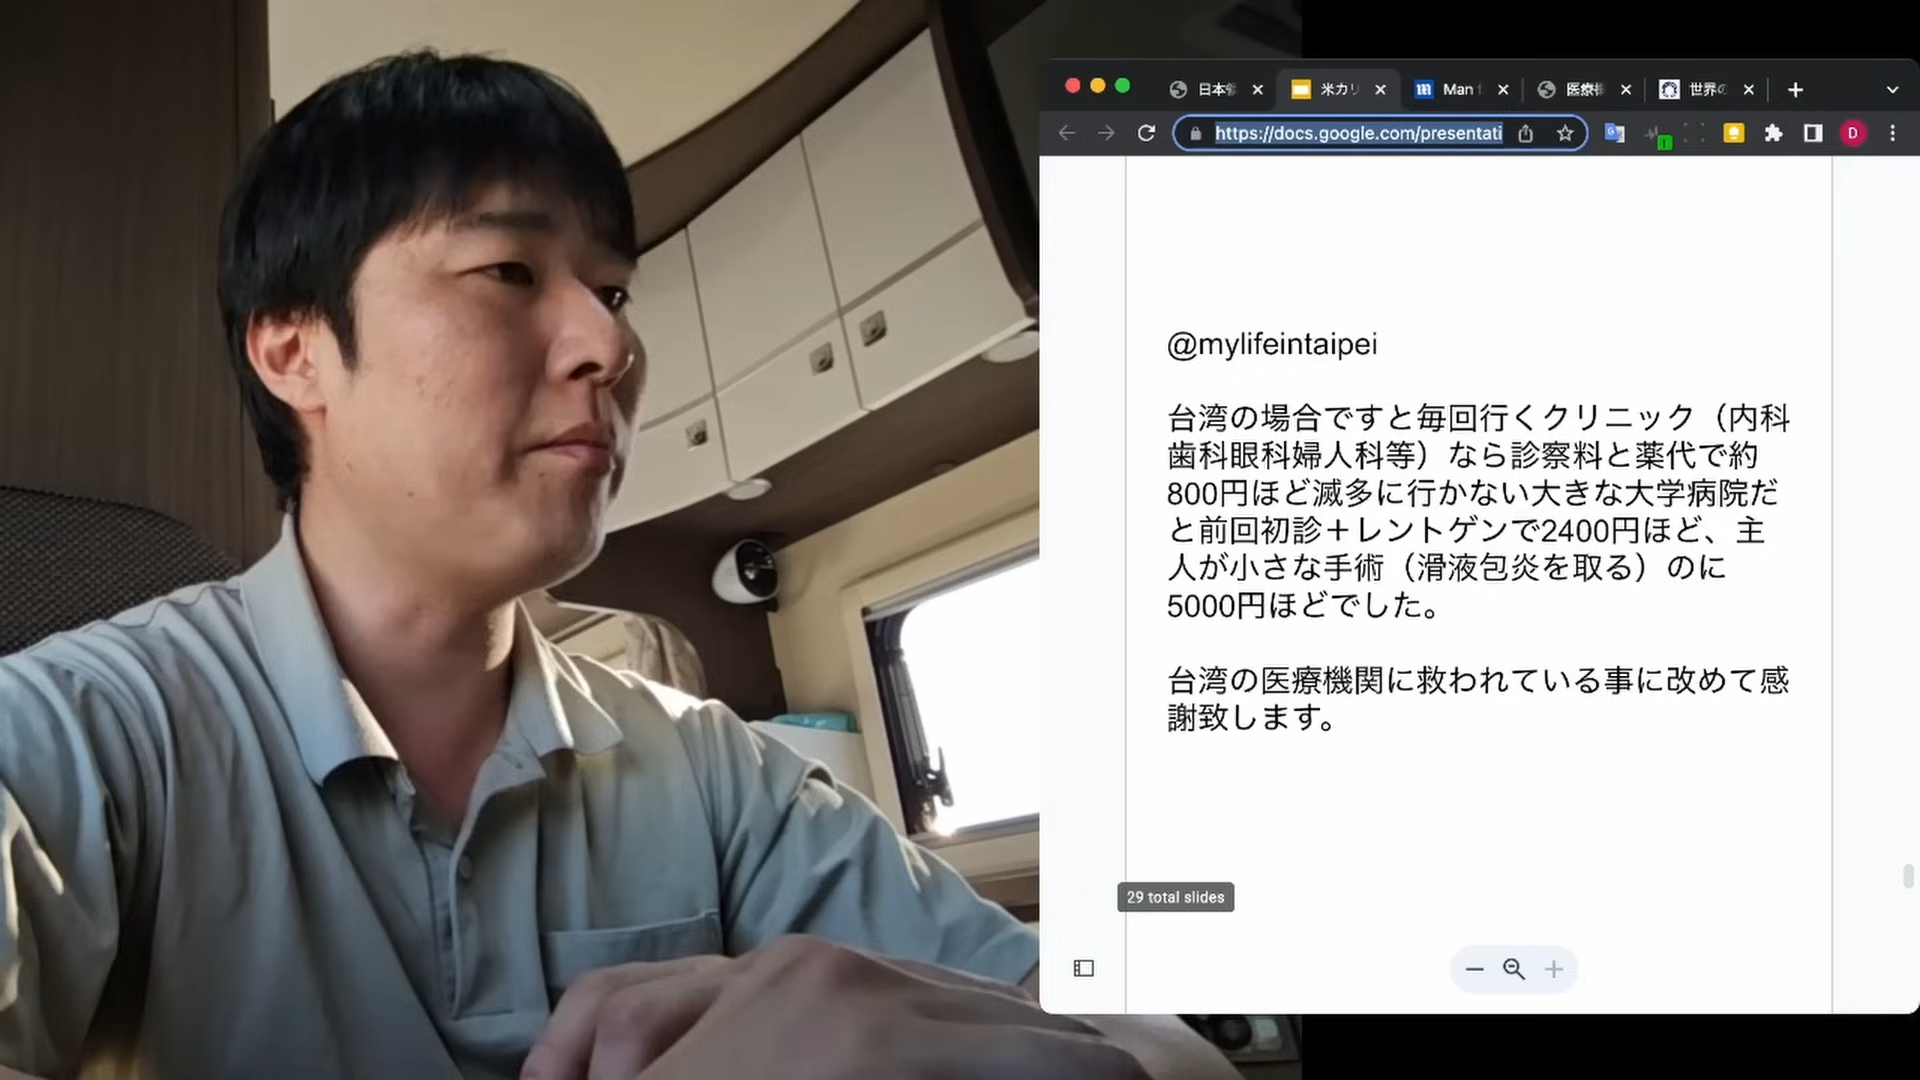 日本
米カリ
Man
医療
世界の
https://docs.google.com/presentati
D
@mylifeintaipei
台湾の場合ですと毎回行くクリニック（内科
歯科眼科婦人科等）なら診察料と薬代で約
800円ほど滅多に行かない大きな大学病院だ
と前回初診＋レントゲンで2400円ほど、主
人が小さな手術（滑液包炎を取る）のに
5000円ほどでした。
台湾の医療機関に救われている事に改めて感
謝致します。
29 total slides